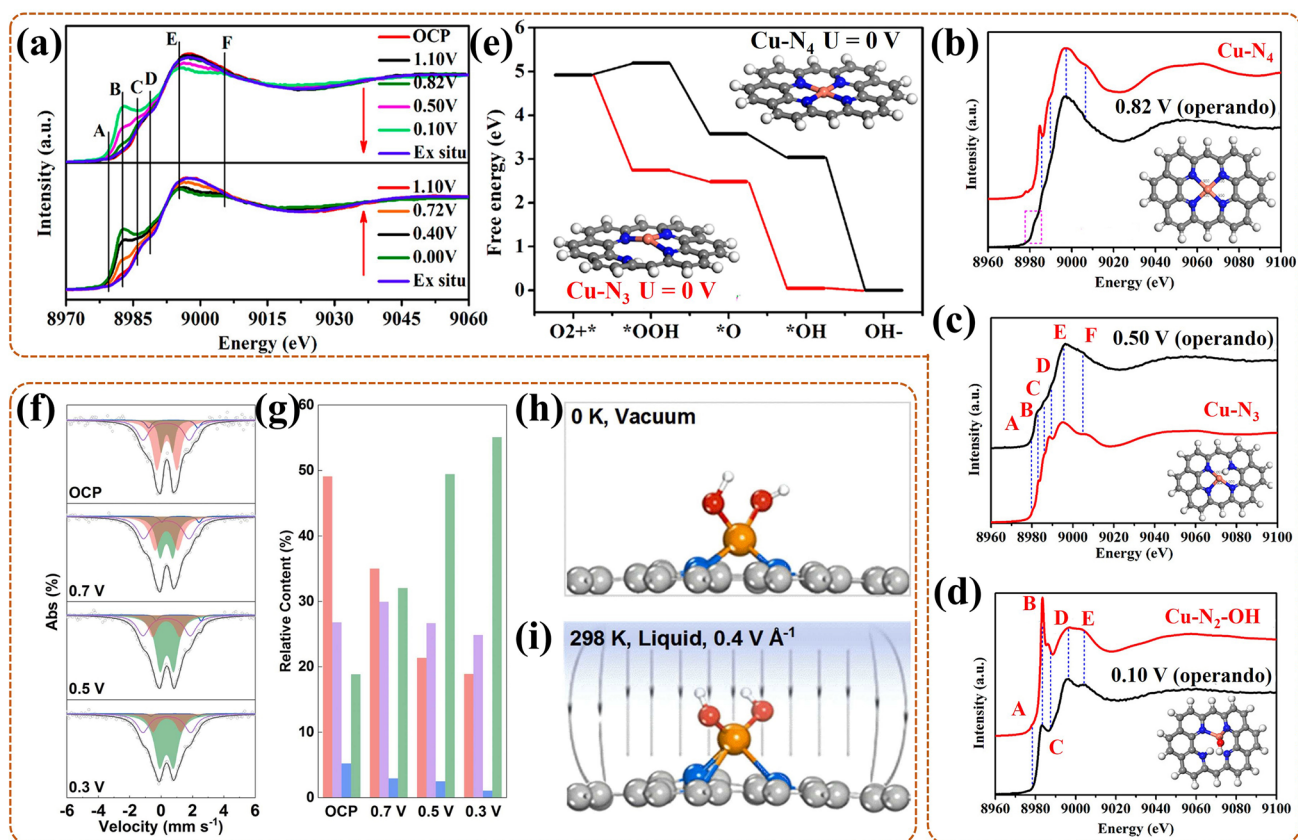 (a)
E
F
D
C
B
A
OCP
1.10V
0.82V
0.50V
0.10V
Ex situ
1.10V
0.72V
0.40V
0.00V
Ex situ
Intensity (a.u.)
8970 8985 9000 9015 9030 9045 9060
Energy (eV)
(e)
Cu-N4 U = 0 V
Cu-N3 U = 0 V
Free energy (eV)
6
5
4
3
2
1
0
O2+* *OOH *O *OH OH-
(b)
Cu-N4
0.82 V (operando)
Intensity (a.u.)
8960 8980 9000 9020 9040 9060 9080 9100
Energy (eV)
(c)
E
F
D
C
B
A
0.50 V (operando)
Cu-N3
Intensity (a.u.)
8960 8980 9000 9020 9040 9060 9080 9100
Energy (eV)
(d)
B
D E
Cu-N2-OH
0.10 V (operando)
A
C
Intensity (a.u.)
8960 8980 9000 9020 9040 9060 9080 9100
Energy (eV)
(f)
OCP
0.7 V
0.5 V
0.3 V
Abs (%)
-6 -4 -2 0 2 4 6
Velocity (mm s⁻¹)
(g)
Relative Content (%)
60
50
40
30
20
10
0
OCP 0.7 V 0.5 V 0.3 V
(h)
0 K, Vacuum
(i)
298 K, Liquid, 0.4 V Å⁻¹